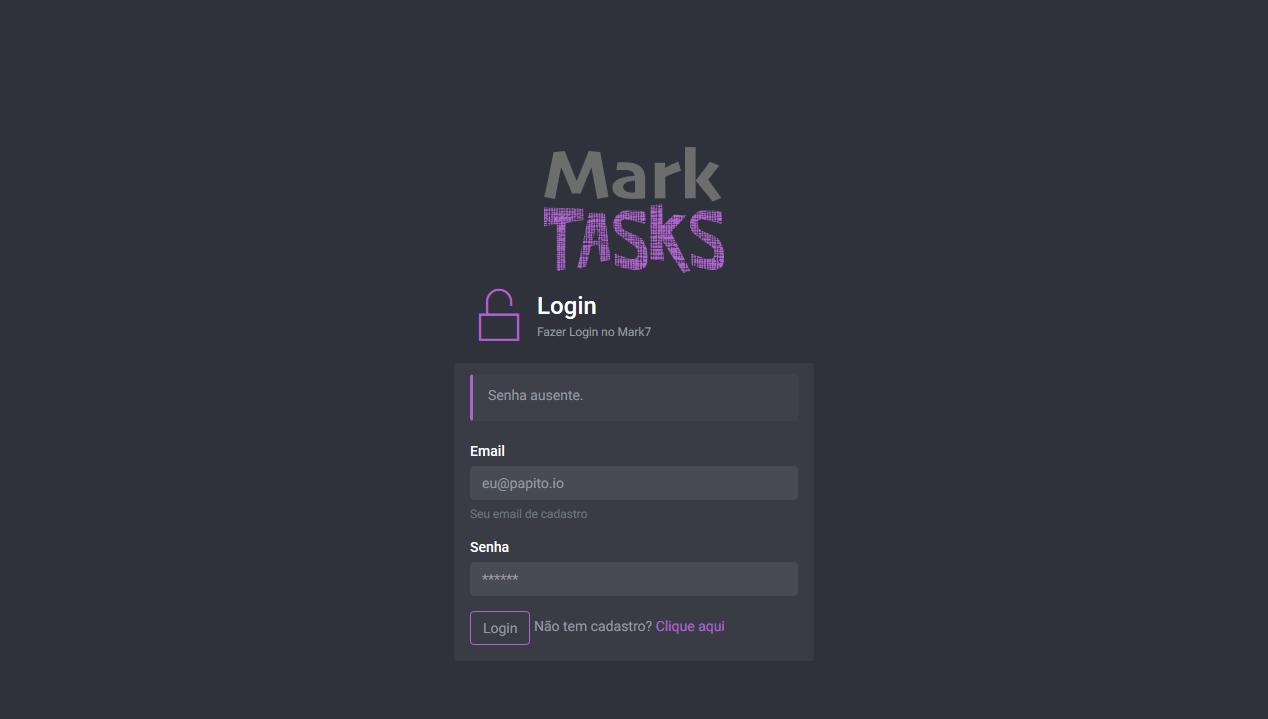 Mark
TASKS
Login
Fazer Login no Mark7
Senha ausente.
Email
eu@papito.io
Seu email de cadastro
Senha
******
Login Não tem cadastro? Clique aqui